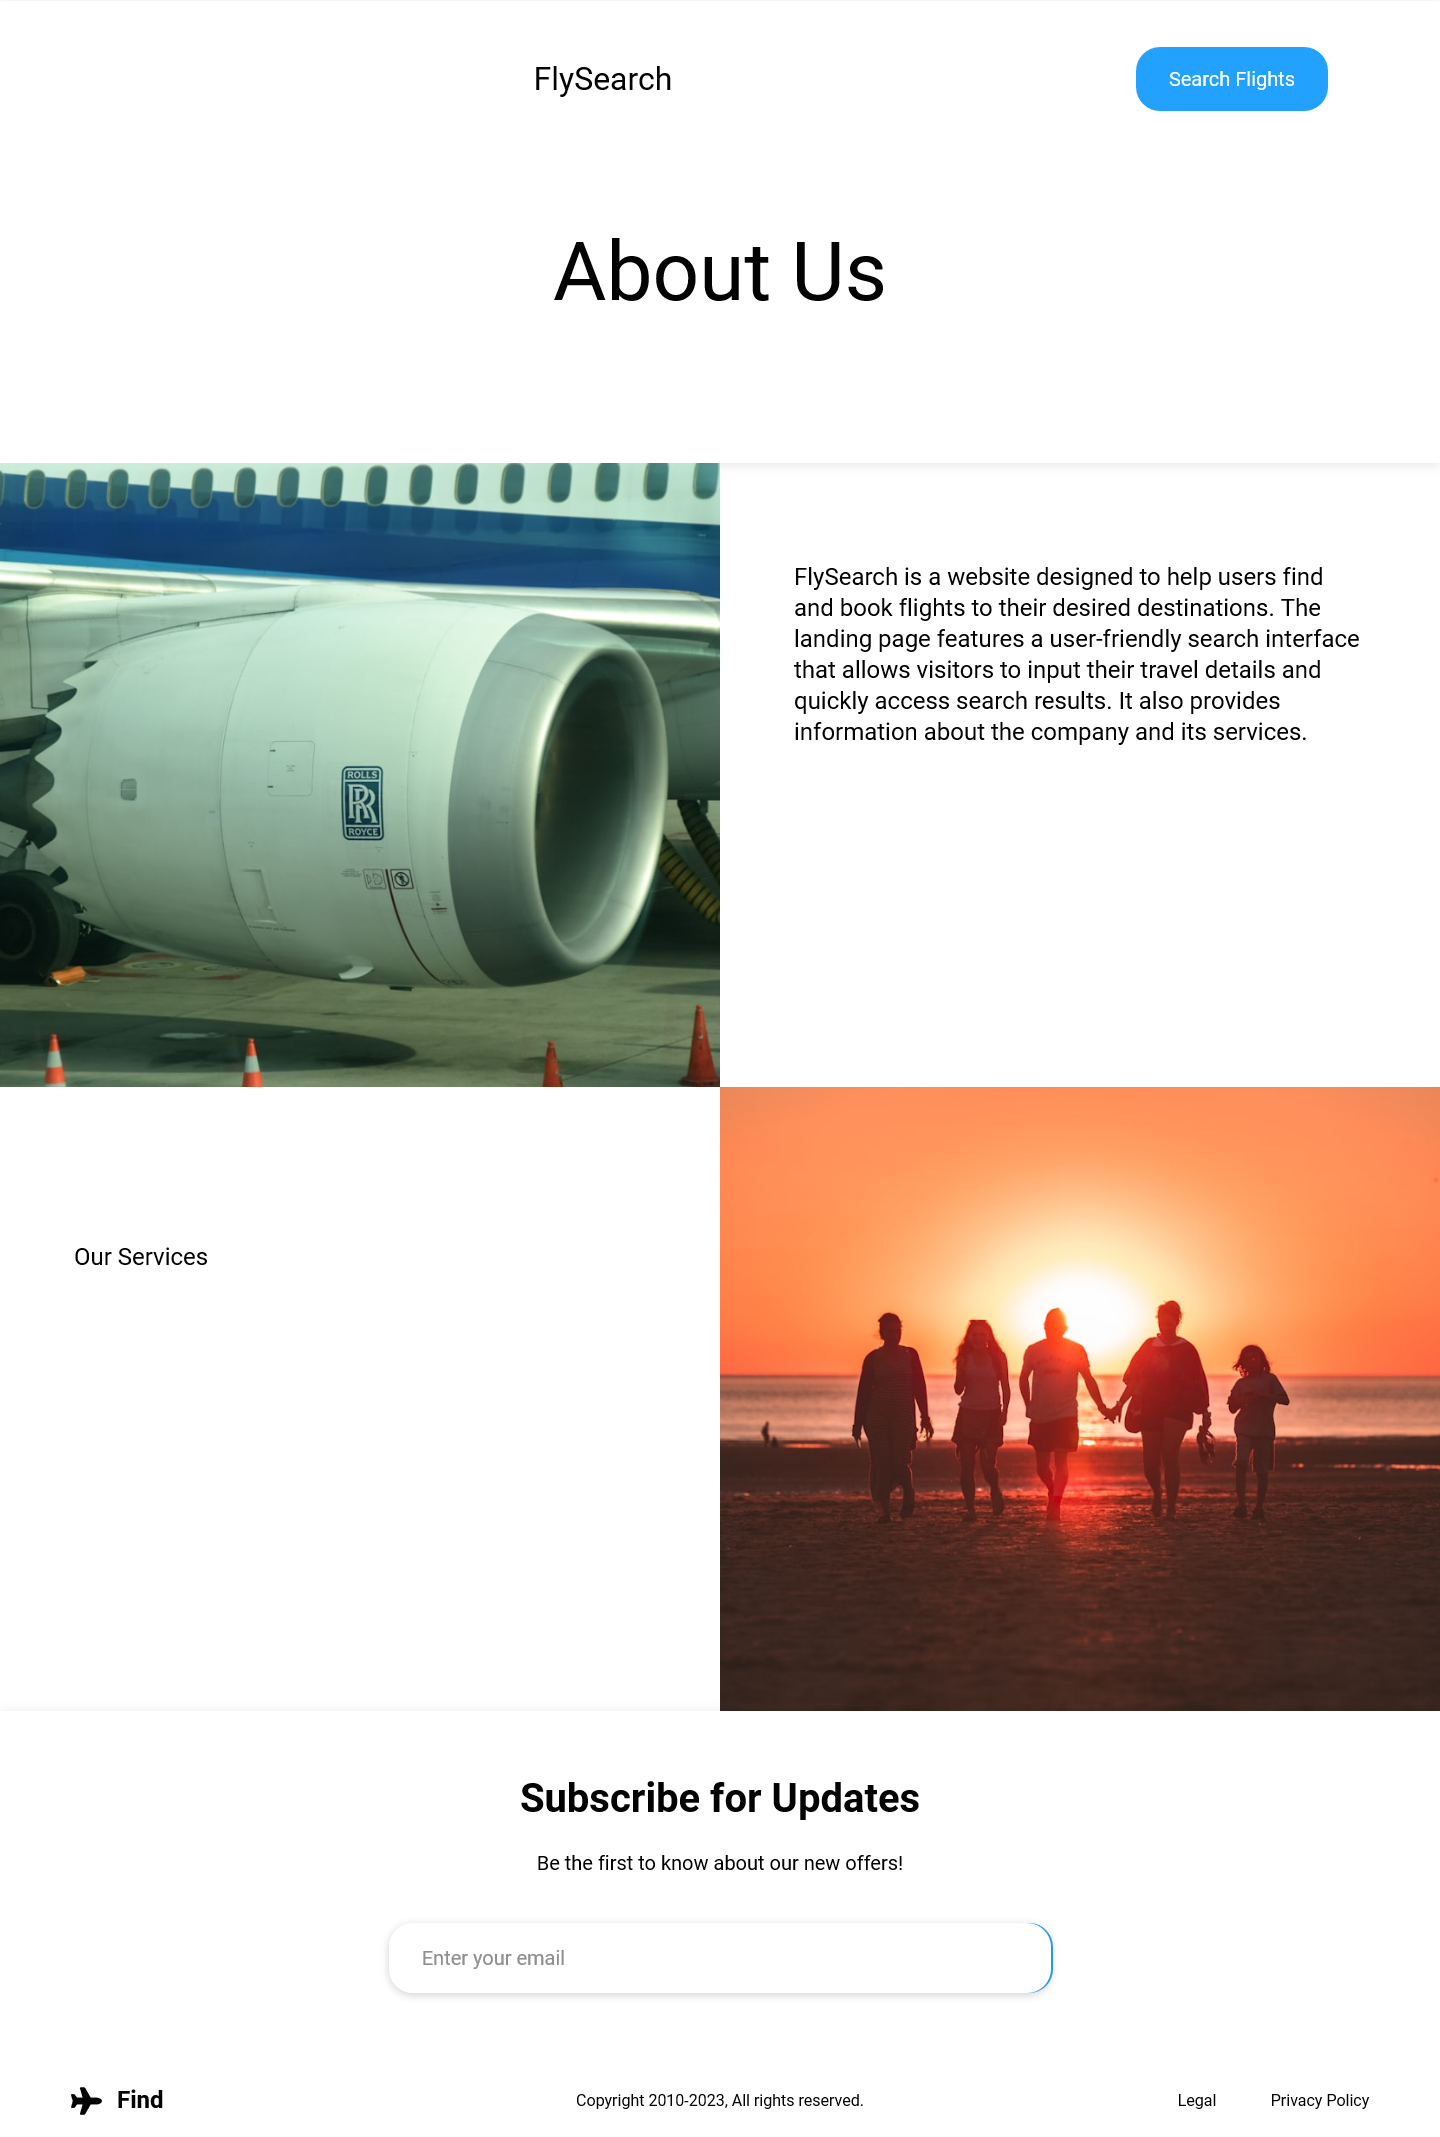 FlySearch
Search Flights
About Us
FlySearch is a website designed to help users find
and book flights to their desired destinations. The
landing page features a user-friendly search interface
that allows visitors to input their travel details and
quickly access search results. It also provides
information about the company and its services.
ROLLS
RR
ROYCE
Our Services
Subscribe for Updates
Be the first to know about our new offers!
Enter your email
Find
Copyright 2010-2023, All rights reserved.
Legal
Privacy Policy